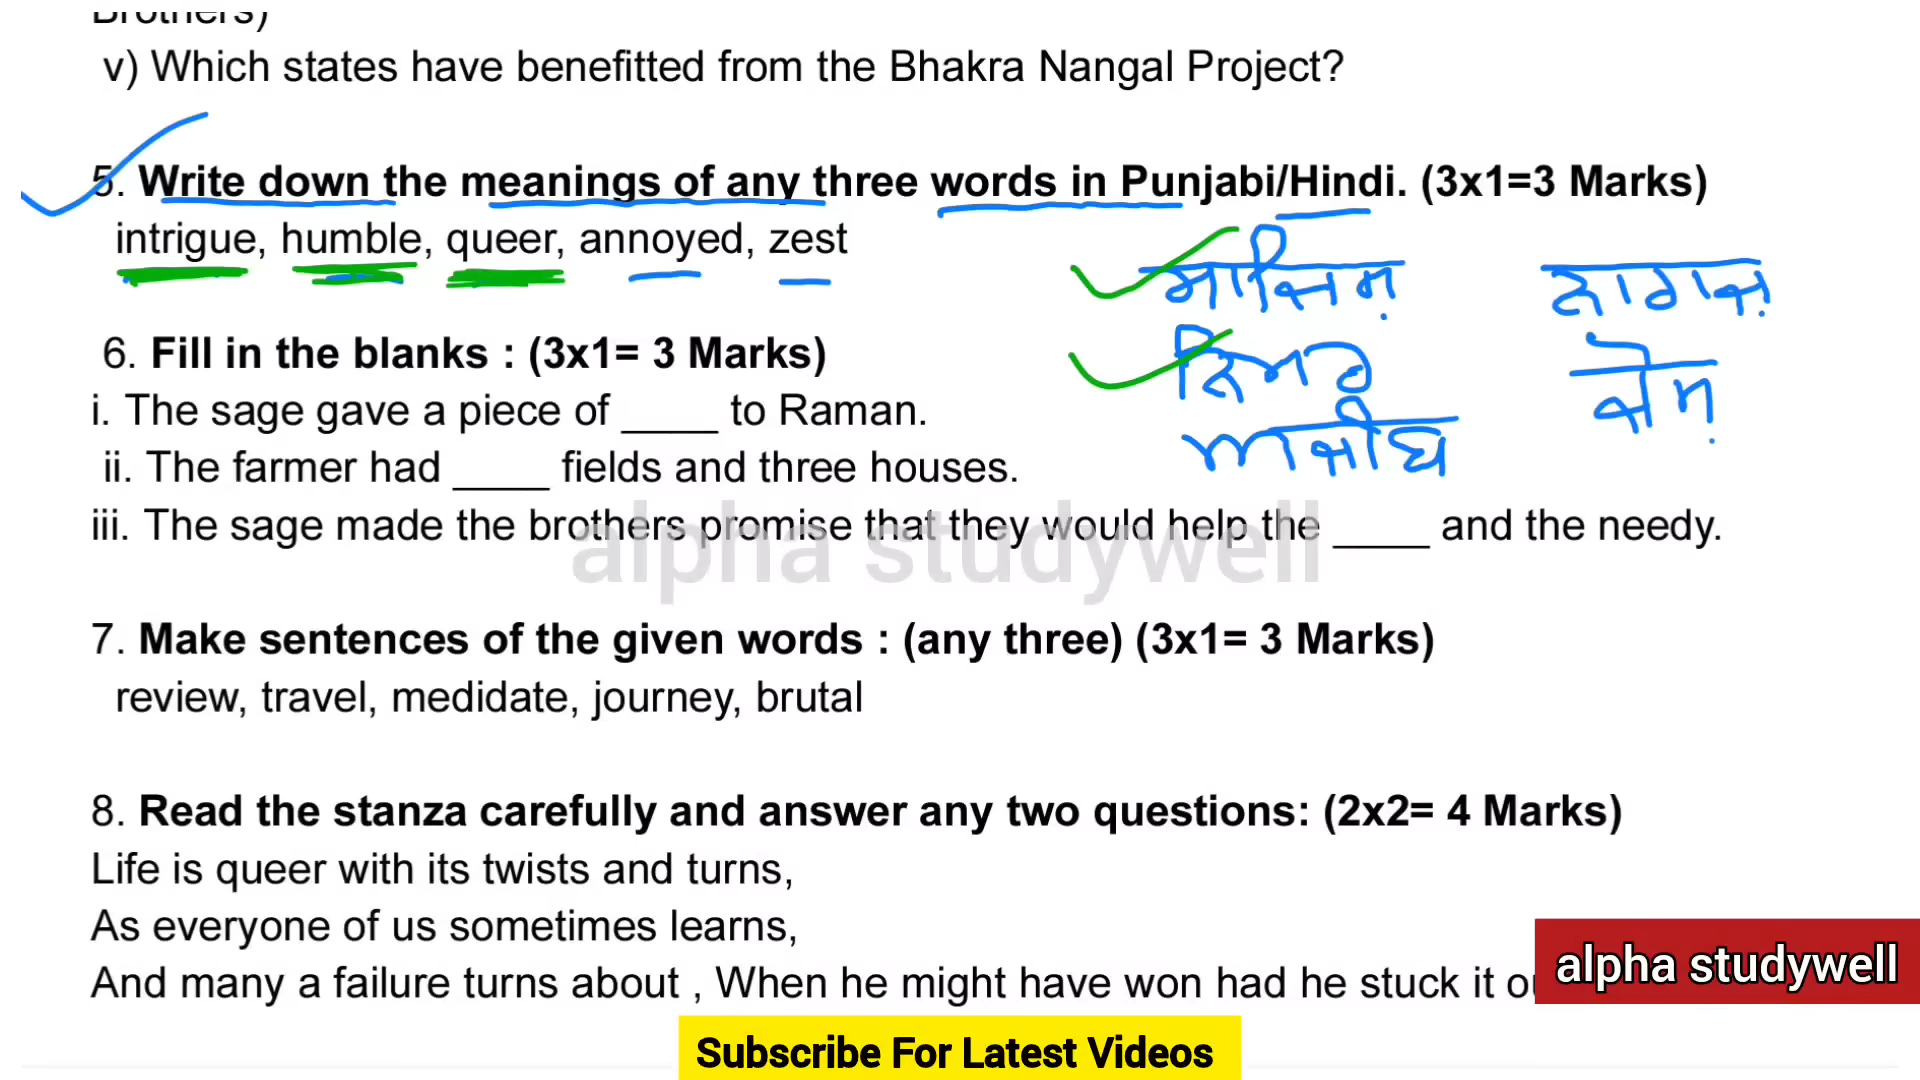 Brothers)
v) Which states have benefitted from the Bhakra Nangal Project?
5. Write down the meanings of any three words in Punjabi/Hindi. (3x1=3 Marks)
intrigue, humble, queer, annoyed, zest
ਸਾਜਿਸ਼ ਨਾਰਾਜ਼
ਨਿਮਰ ਜੋਸ਼
ਅਜੀਬ
6. Fill in the blanks : (3x1= 3 Marks)
i. The sage gave a piece of ____ to Raman.
ii. The farmer had ____ fields and three houses.
iii. The sage made the brothers promise that they would help the ____ and the needy.
alpha studywell
7. Make sentences of the given words : (any three) (3x1= 3 Marks)
review, travel, medidate, journey, brutal
8. Read the stanza carefully and answer any two questions: (2x2= 4 Marks)
Life is queer with its twists and turns,
As everyone of us sometimes learns,
And many a failure turns about , When he might have won had he stuck it
alpha studywell
Subscribe For Latest Videos